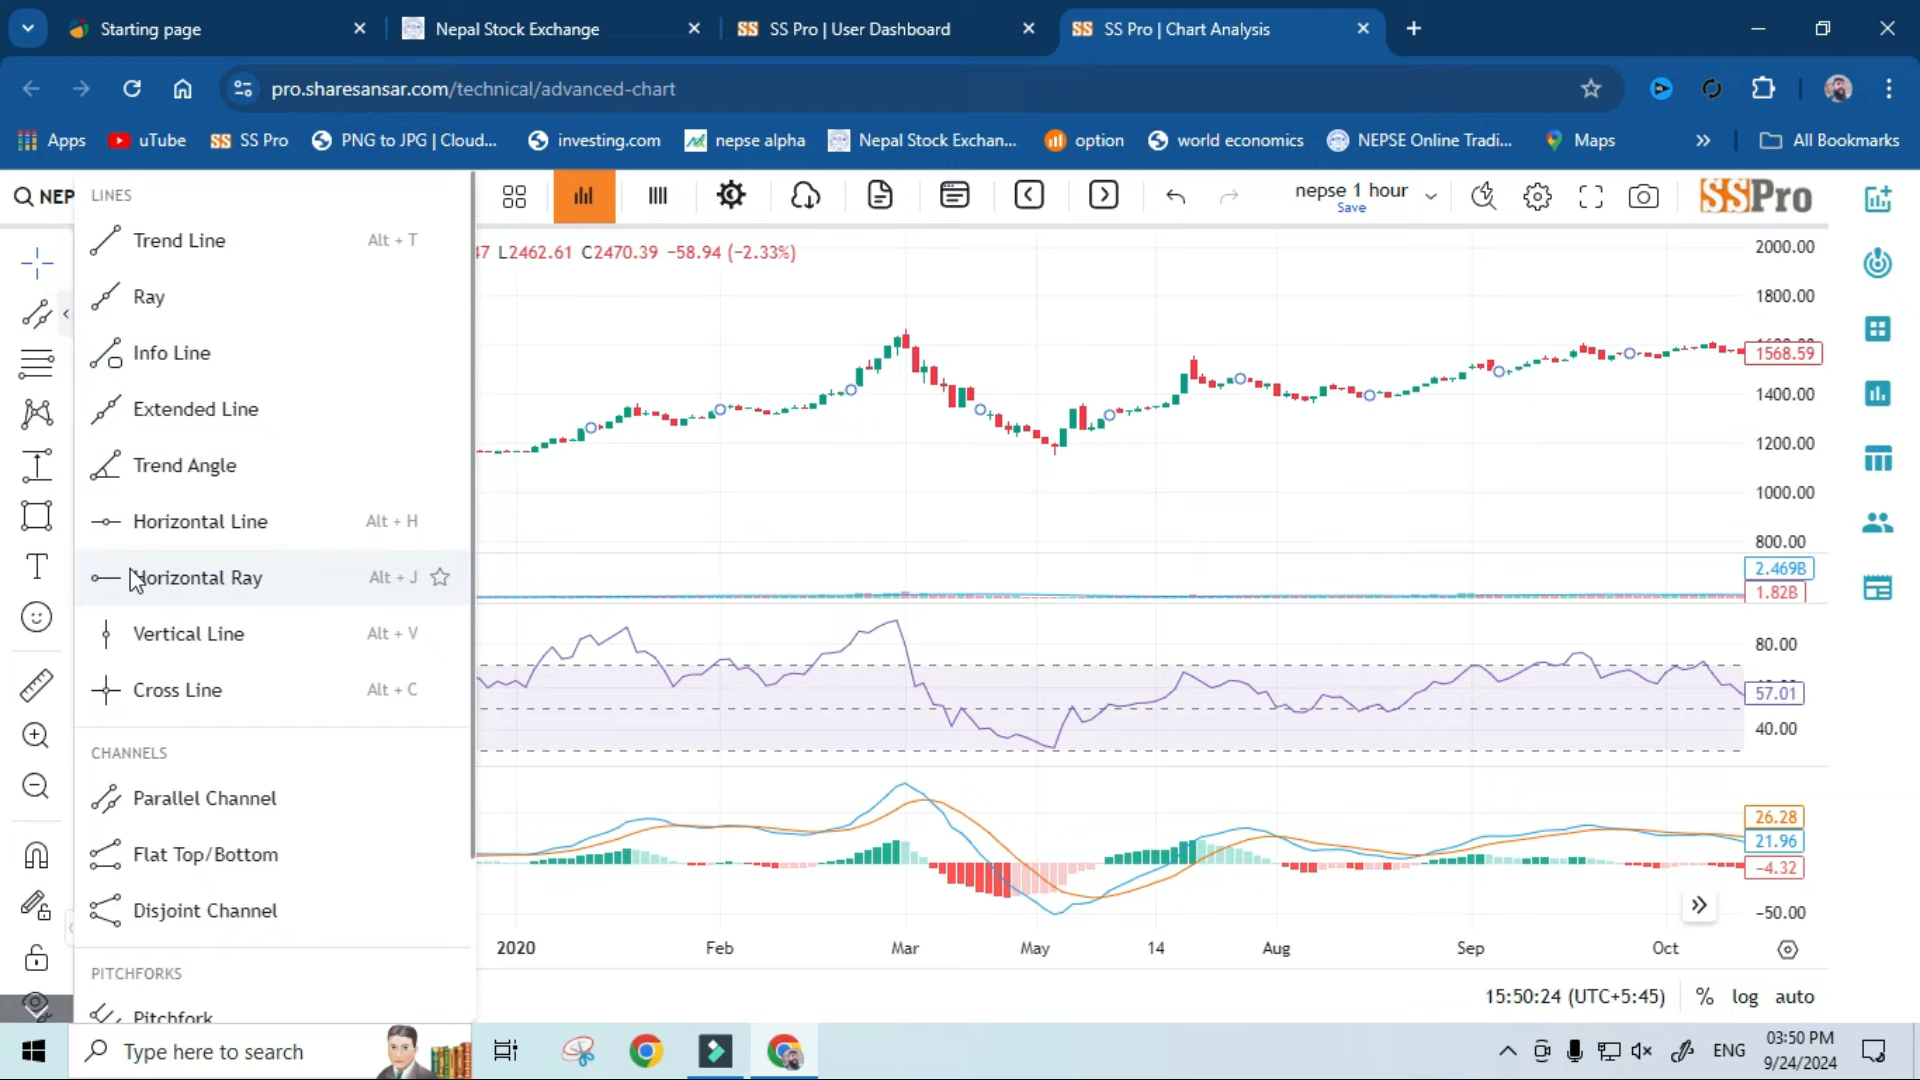 Starting page
Nepal Stock Exchange
SS SS Pro | User Dashboard
SS SS Pro | Chart Analysis
pro.sharesansar.com/technical/advanced-chart
Apps
uTube
SS SS Pro
PNG to JPG | Cloud...
investing.com
nepse alpha
Nepal Stock Exchan...
option
world economics
NEPSE Online Tradi...
Maps
All Bookmarks
NEP
LINES
nepse 1 hour
Save
SSPro
Trend Line Alt + T
Ray
Info Line
Extended Line
Trend Angle
Horizontal Line Alt + H
Horizontal Ray Alt + J
Vertical Line Alt + V
Cross Line Alt + C
CHANNELS
Parallel Channel
Flat Top/Bottom
Disjoint Channel
PITCHFORKS
Pitchfork
47 L2462.61 C2470.39 −58.94 (−2.33%)
2000.00
1800.00
1568.59
1400.00
1200.00
1000.00
800.00
2.469B
1.82B
80.00
57.01
40.00
26.28
21.96
−4.32
−50.00
2020 Feb Mar May 14 Aug Sep Oct
15:50:24 (UTC+5:45) % log auto
Type here to search
ENG
03:50 PM
9/24/2024